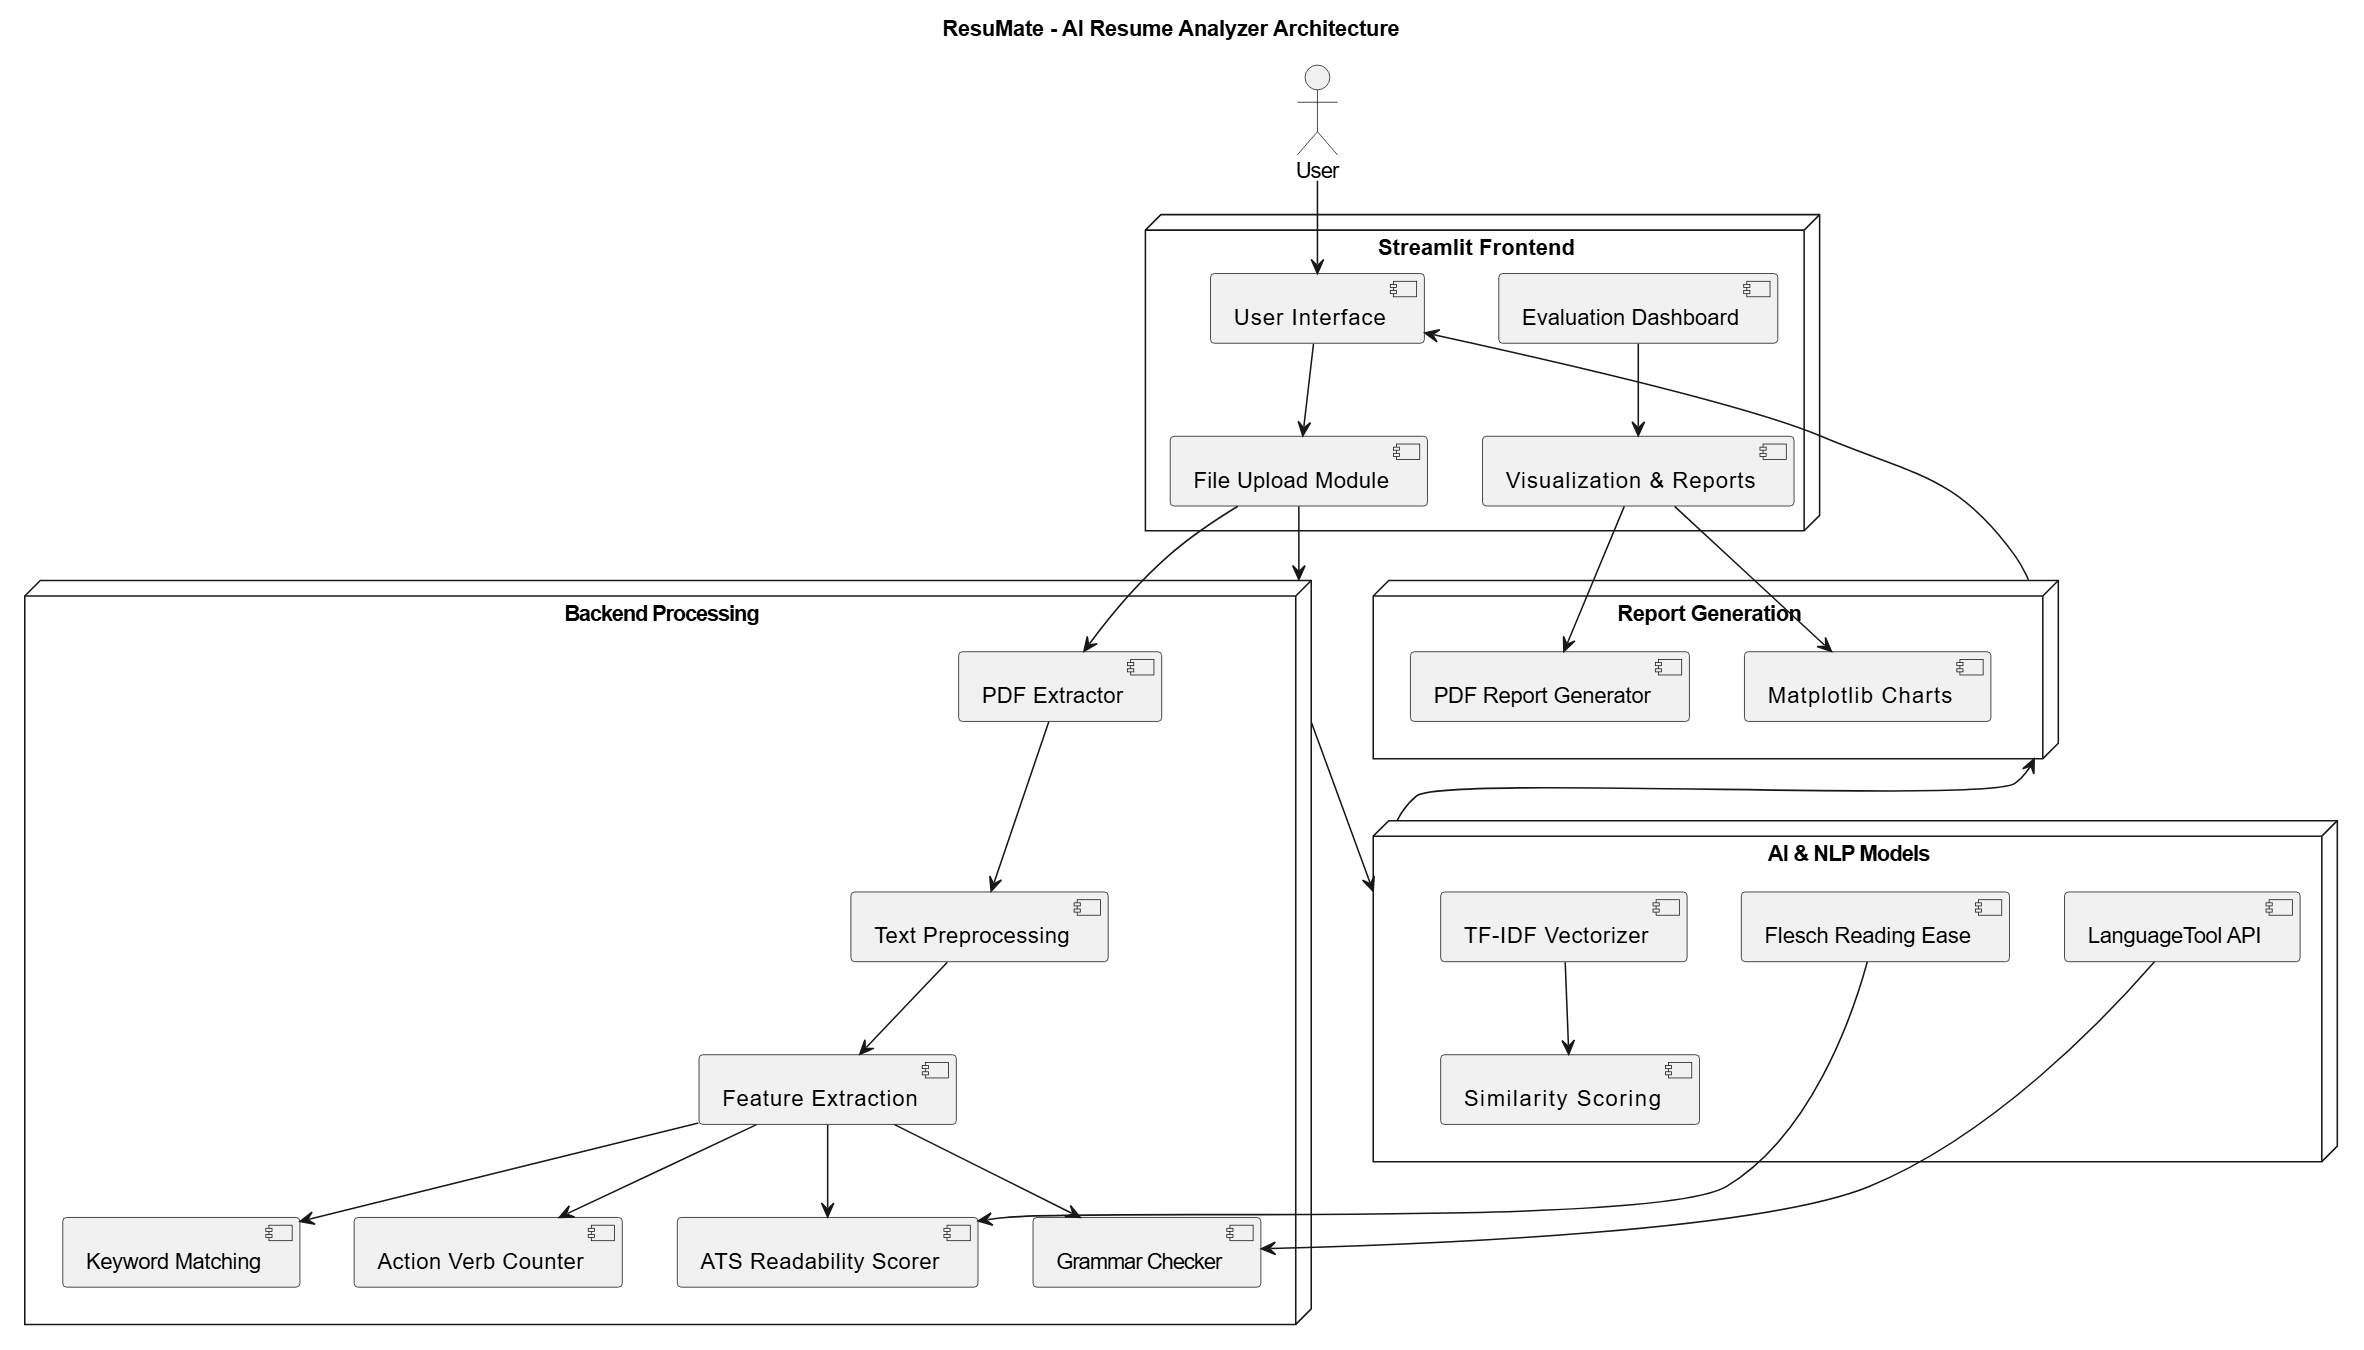 ResuMate - AI Resume Analyzer Architecture
User
Streamlit Frontend
User Interface
Evaluation Dashboard
File Upload Module
Visualization & Reports
Backend Processing
Report Generation
PDF Extractor
PDF Report Generator
Matplotlib Charts
AI & NLP Models
Text Preprocessing
TF-IDF Vectorizer
Flesch Reading Ease
LanguageTool API
Feature Extraction
Similarity Scoring
Keyword Matching
Action Verb Counter
ATS Readability Scorer
Grammar Checker